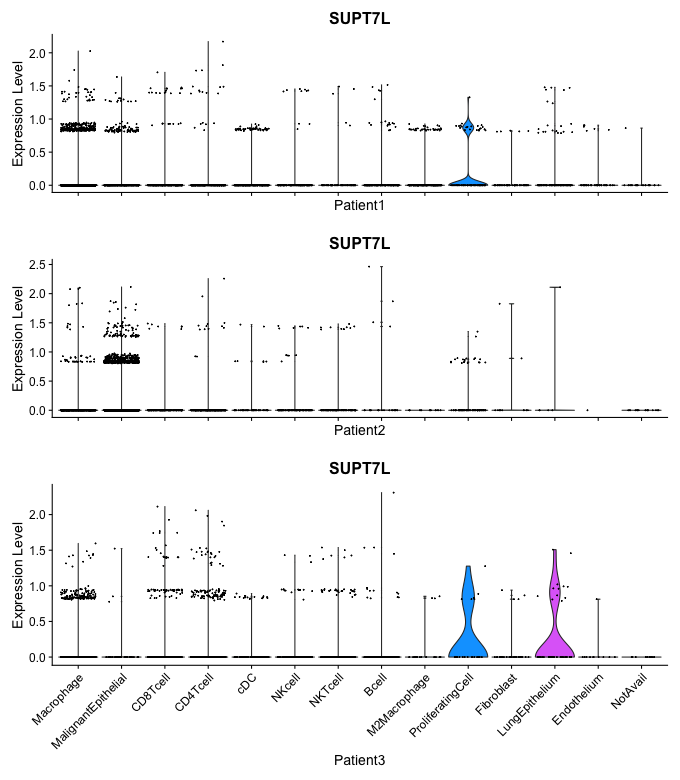 SUPT7L
Expression Level
2.0
1.5
1.0
0.5
0.0
Patient1
SUPT7L
Expression Level
2.5
2.0
1.5
1.0
0.5
0.0
Patient2
SUPT7L
Expression Level
2.0
1.5
1.0
0.5
0.0
Macrophage
MalignantEpithelial
CD8Tcell
CD4Tcell
cDC
NKcell
NKTcell
Bcell
M2Macrophage
ProliferatingCell
Fibroblast
LungEpithelium
Endothelium
NotAvail
Patient3